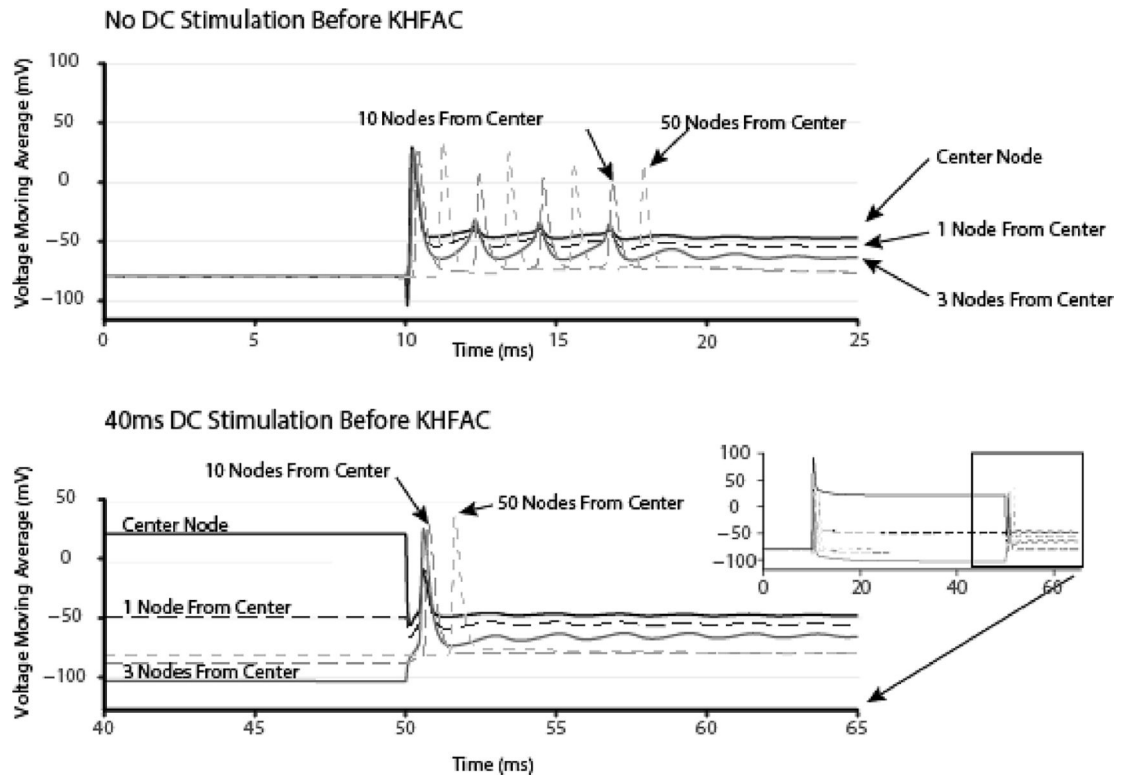 No DC Stimulation Before KHFAC
Voltage Moving Average (mV)
100
50
0
−50
−100
10 Nodes From Center
50 Nodes From Center
Center Node
1 Node From Center
3 Nodes From Center
0
5
10
15
20
25
Time (ms)
40ms DC Stimulation Before KHFAC
Voltage Moving Average (mV)
50
0
−50
−100
10 Nodes From Center
50 Nodes From Center
Center Node
1 Node From Center
3 Nodes From Center
40
45
50
55
60
65
Time (ms)
100
50
0
−50
−100
0
20
40
60